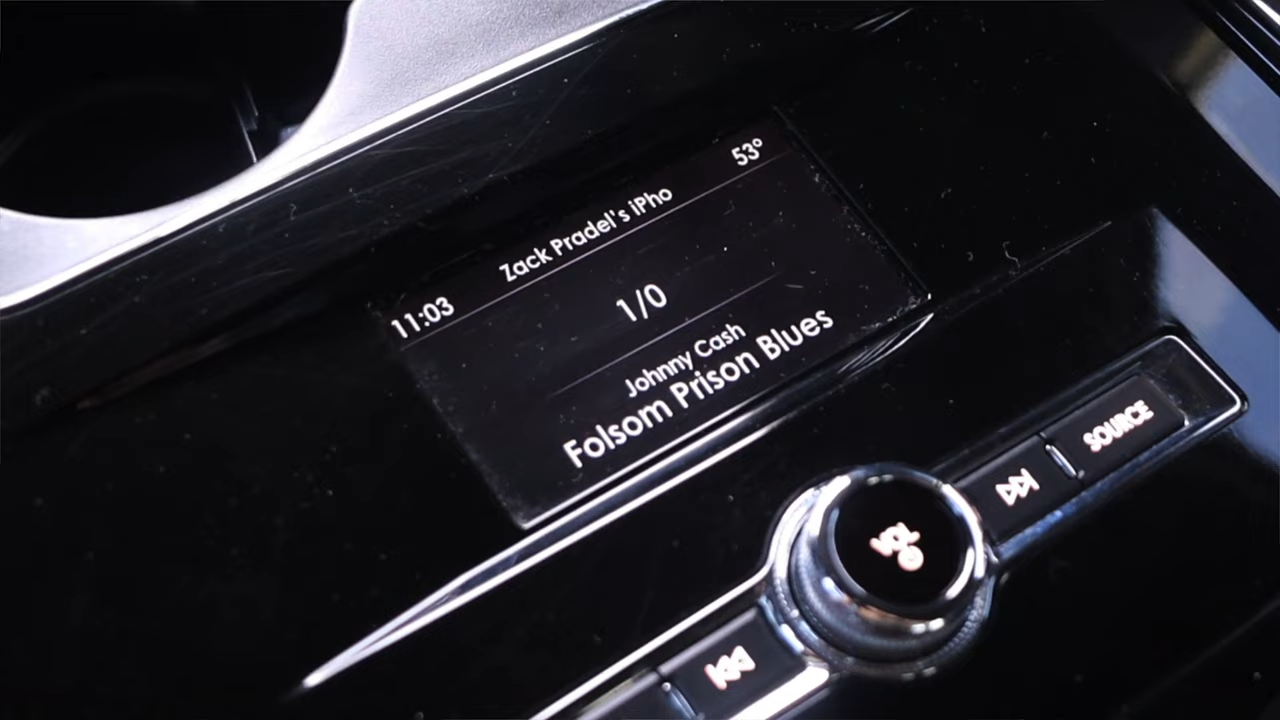 11:03 Zack Pradel's iPho 53°
1/0
Johnny Cash
Folsom Prison Blues
SOURCE
VOL